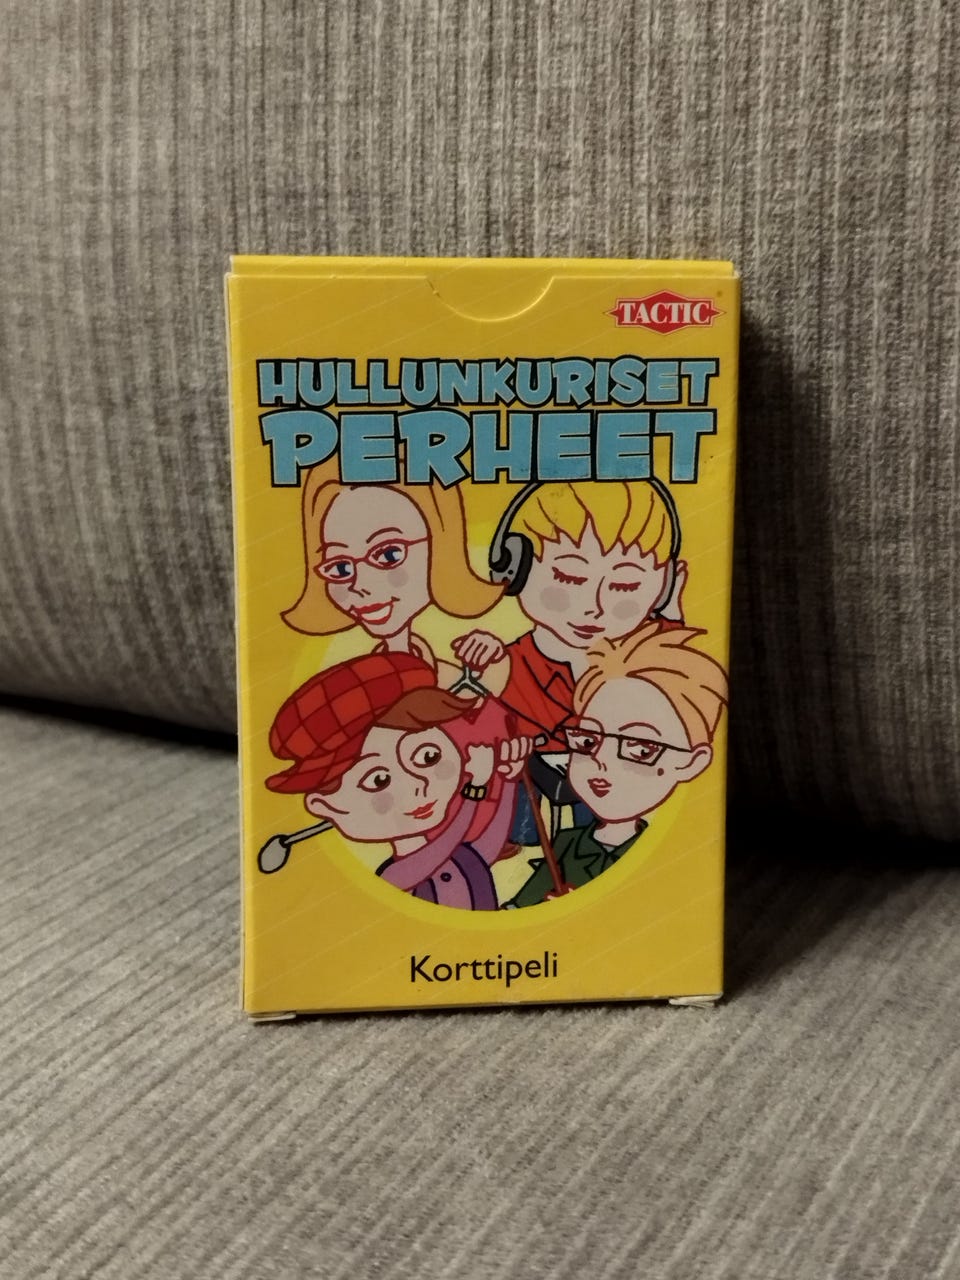 TACTIC
HULLUNKURISET
PERHEET
Korttipeli